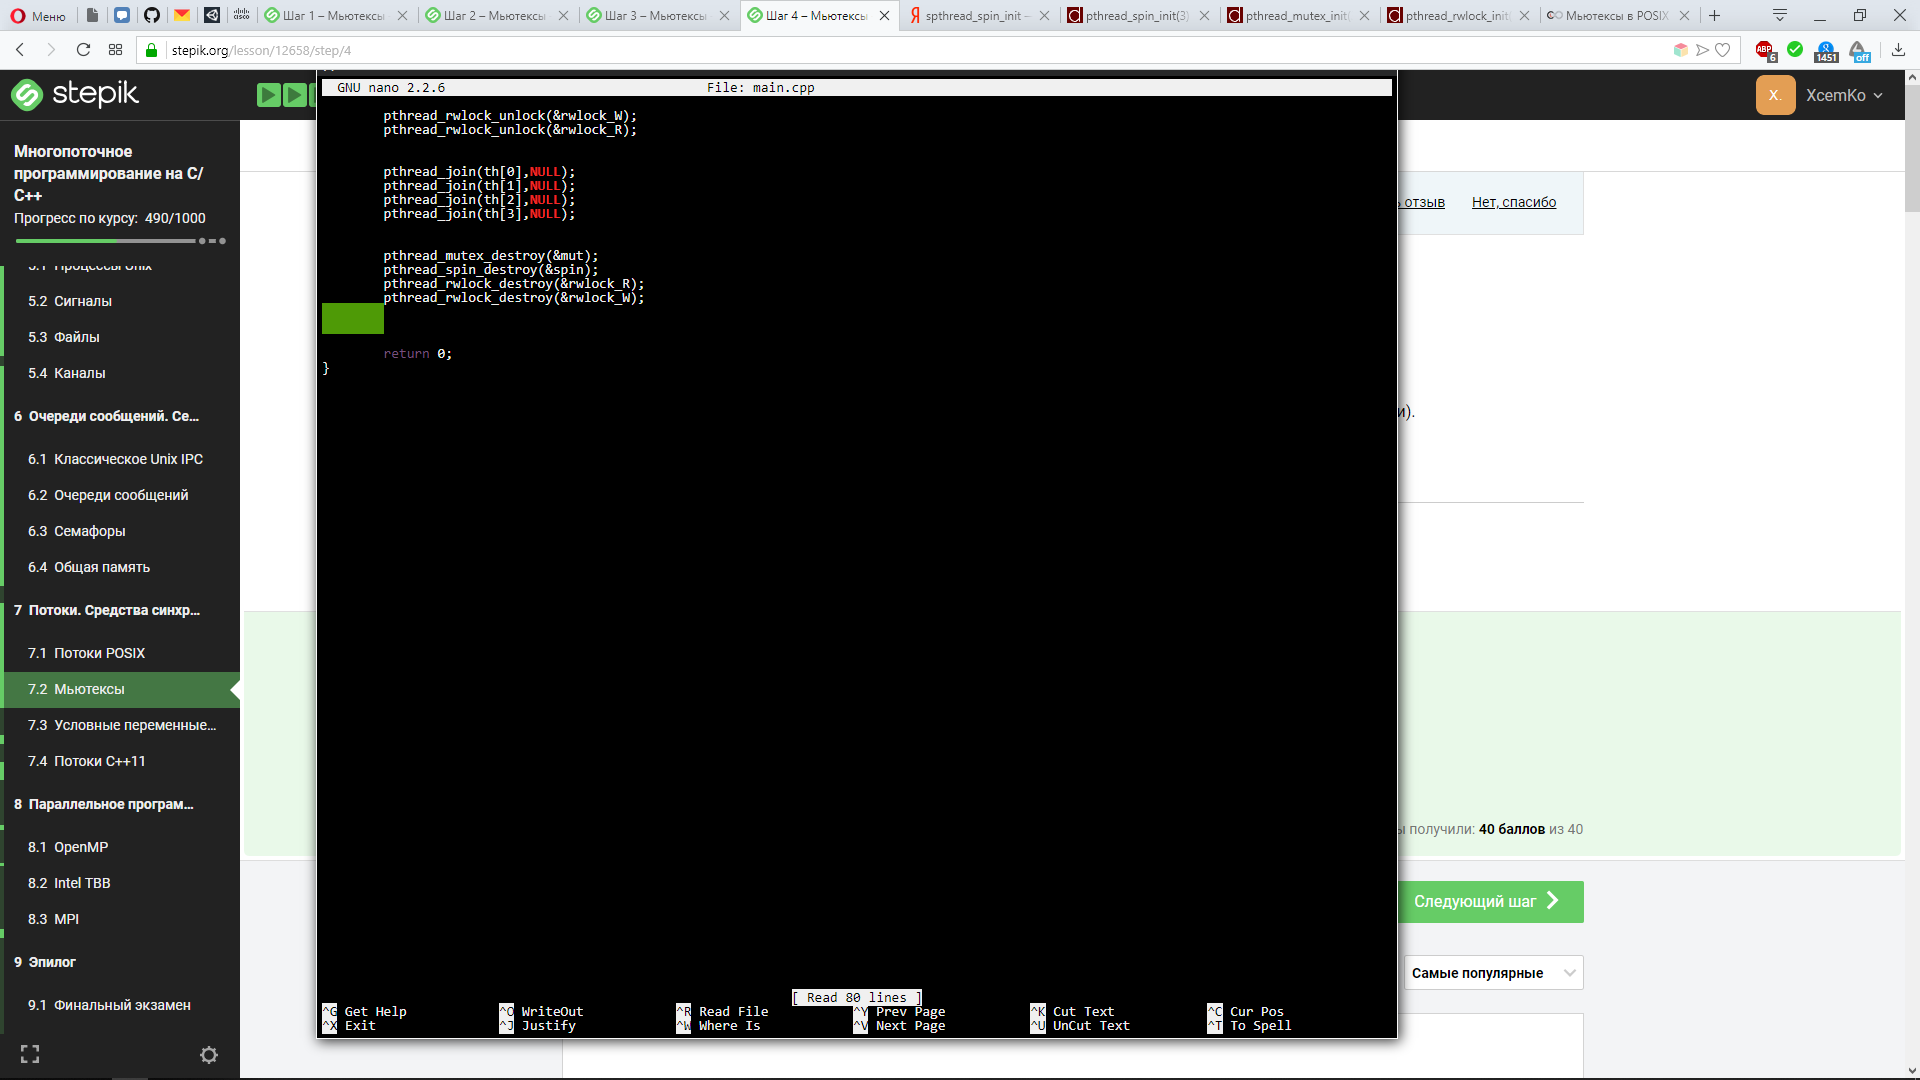 Меню
Шаг 1 – Мьютексы
Шаг 2 – Мьютексы
Шаг 3 – Мьютексы
Шаг 4 – Мьютексы
spthread_spin_init –
pthread_spin_init(3)
pthread_mutex_init
pthread_rwlock_init
Мьютексы в POSIX
stepik.org/lesson/12658/step/4
ABP
6
1451
off
stepik
X.
XcemKo
Многопоточное
программирование на C/
C++
Прогресс по курсу: 490/1000
5.1 Процессы Unix
5.2 Сигналы
5.3 Файлы
5.4 Каналы
6 Очереди сообщений. Се...
6.1 Классическое Unix IPC
6.2 Очереди сообщений
6.3 Семафоры
6.4 Общая память
7 Потоки. Средства синхр...
7.1 Потоки POSIX
7.2 Мьютексы
7.3 Условные переменные...
7.4 Потоки C++11
8 Параллельное програм...
8.1 OpenMP
8.2 Intel TBB
8.3 MPI
9 Эпилог
9.1 Финальный экзамен
GNU nano 2.2.6 File: main.cpp
pthread_rwlock_unlock(&rwlock_W);
pthread_rwlock_unlock(&rwlock_R);
pthread_join(th[0],NULL);
pthread_join(th[1],NULL);
pthread_join(th[2],NULL);
pthread_join(th[3],NULL);
pthread_mutex_destroy(&mut);
pthread_spin_destroy(&spin);
pthread_rwlock_destroy(&rwlock_R);
pthread_rwlock_destroy(&rwlock_W);
return 0;
}
[ Read 80 lines ]
^G Get Help ^O WriteOut ^R Read File ^Y Prev Page ^K Cut Text ^C Cur Pos
^X Exit ^J Justify ^W Where Is ^V Next Page ^U UnCut Text ^T To Spell
отзыв Нет, спасибо
и).
ы получили: 40 баллов из 40
Следующий шаг
Самые популярные